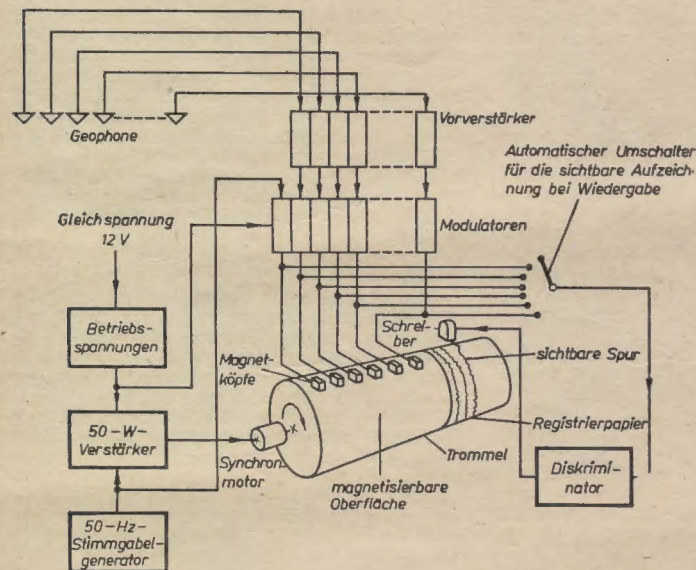 Geophone
Vorverstärker
Automatischer Umschalter
für die sichtbare Aufzeich-
nung bei Wiedergabe
Gleichspannung
12 V
Modulatoren
Betriebs-
spannungen
Schrei-
ber
Magnet-
köpfe
sichtbare Spur
50-W-
Verstärker
Registrierpapier
Synchron-
motor
Trommel
magnetisierbare
Oberfläche
Diskrimi-
nator
50-Hz-
Stimmgabel-
generator